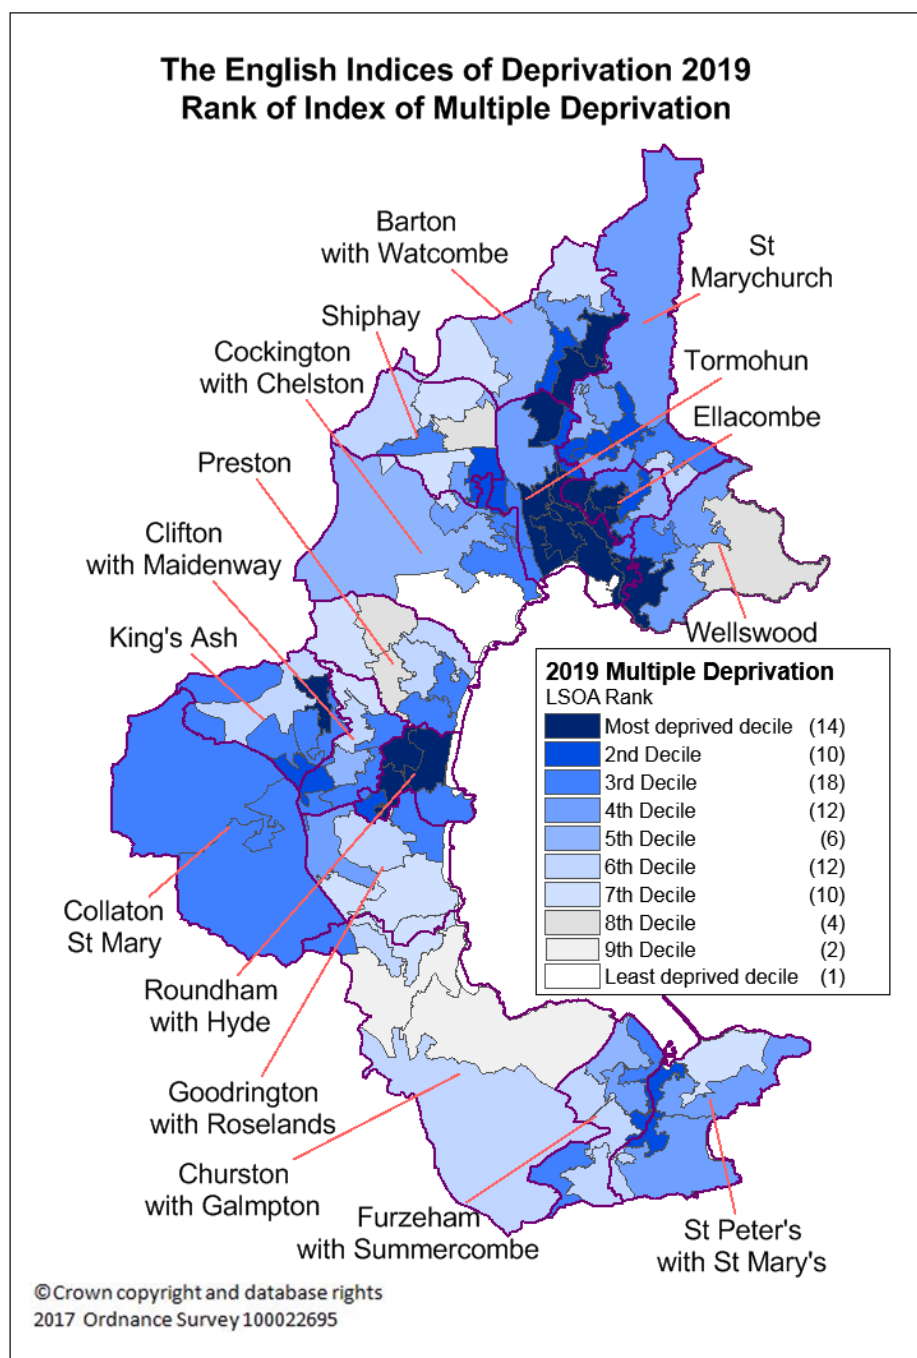 The English Indices of Deprivation 2019
Rank of Index of Multiple Deprivation
Barton
with Watcombe
St
Marychurch
Shiphay
Cockington
with Chelston
Tormohun
Ellacombe
Preston
Clifton
with Maidenway
King's Ash
Wellswood
2019 Multiple Deprivation
LSOA Rank
Most deprived decile (14)
2nd Decile (10)
3rd Decile (18)
4th Decile (12)
5th Decile (6)
6th Decile (12)
7th Decile (10)
8th Decile (4)
9th Decile (2)
Least deprived decile (1)
Collaton
St Mary
Roundham
with Hyde
Goodrington
with Roselands
Churston
with Galmpton
Furzeham
with Summercombe
St Peter's
with St Mary's
©Crown copyright and database rights
2017 Ordnance Survey 100022695